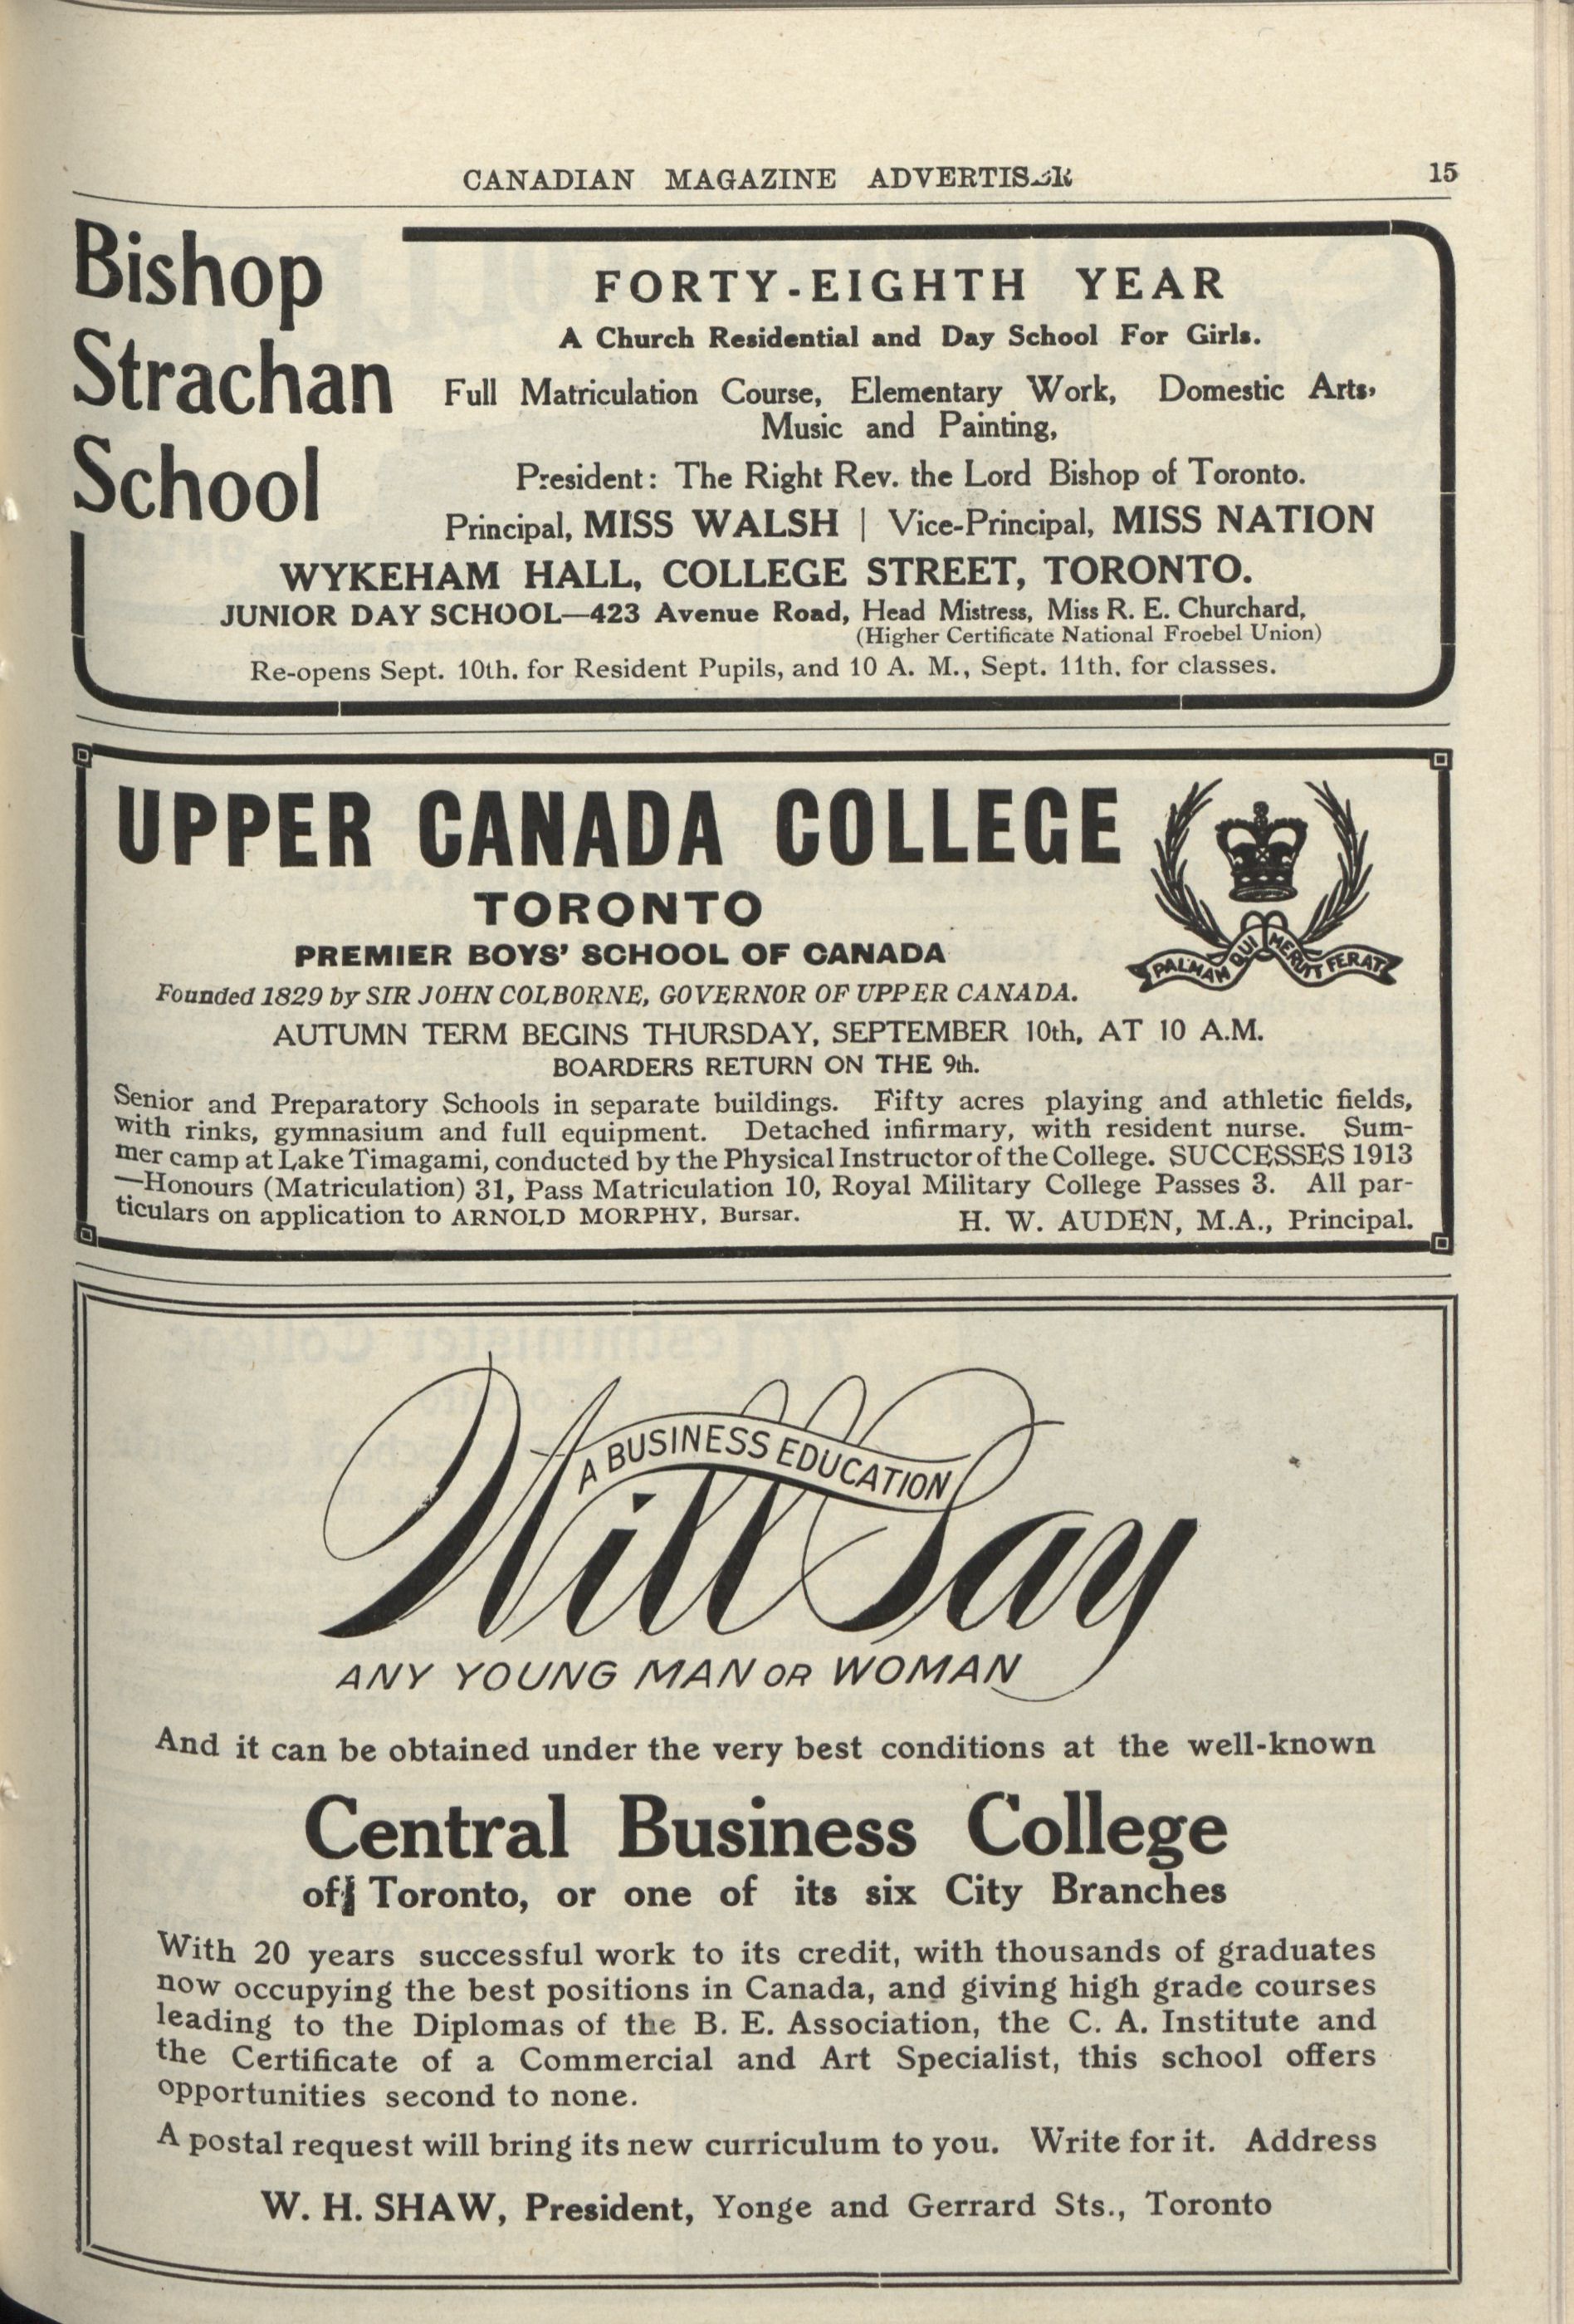 CANADIAN MAGAZINE ADVERTISER 15
Bishop
Strachan
School
FORTY-EIGHTH YEAR
A Church Residential and Day School For Girls.
Full Matriculation Course, Elementary Work, Domestic Arts,
Music and Painting,
President: The Right Rev. the Lord Bishop of Toronto.
Principal, MISS WALSH | Vice-Principal, MISS NATION
WYKEHAM HALL, COLLEGE STREET, TORONTO.
JUNIOR DAY SCHOOL—423 Avenue Road, Head Mistress, Miss R. E. Churchard,
(Higher Certificate National Froebel Union)
Re-opens Sept. 10th. for Resident Pupils, and 10 A. M., Sept. 11th. for classes.
UPPER CANADA COLLEGE
TORONTO
PREMIER BOYS' SCHOOL OF CANADA
PALMAM QUI MERUIT FERAT
Founded 1829 by SIR JOHN COLBORNE, GOVERNOR OF UPPER CANADA.
AUTUMN TERM BEGINS THURSDAY, SEPTEMBER 10th, AT 10 A.M.
BOARDERS RETURN ON THE 9th.
Senior and Preparatory Schools in separate buildings. Fifty acres playing and athletic fields,
with rinks, gymnasium and full equipment. Detached infirmary, with resident nurse. Sum-
mer camp at Lake Timagami, conducted by the Physical Instructor of the College. SUCCESSES 1913
—Honours (Matriculation) 31, Pass Matriculation 10, Royal Military College Passes 3. All par-
ticulars on application to ARNOLD MORPHY, Bursar. H. W. AUDEN, M.A., Principal.
A BUSINESS EDUCATION
Will Pay
ANY YOUNG MAN OR WOMAN
And it can be obtained under the very best conditions at the well-known
Central Business College
of Toronto, or one of its six City Branches
With 20 years successful work to its credit, with thousands of graduates
now occupying the best positions in Canada, and giving high grade courses
leading to the Diplomas of the B. E. Association, the C. A. Institute and
the Certificate of a Commercial and Art Specialist, this school offers
opportunities second to none.
A postal request will bring its new curriculum to you. Write for it. Address
W. H. SHAW, President, Yonge and Gerrard Sts., Toronto